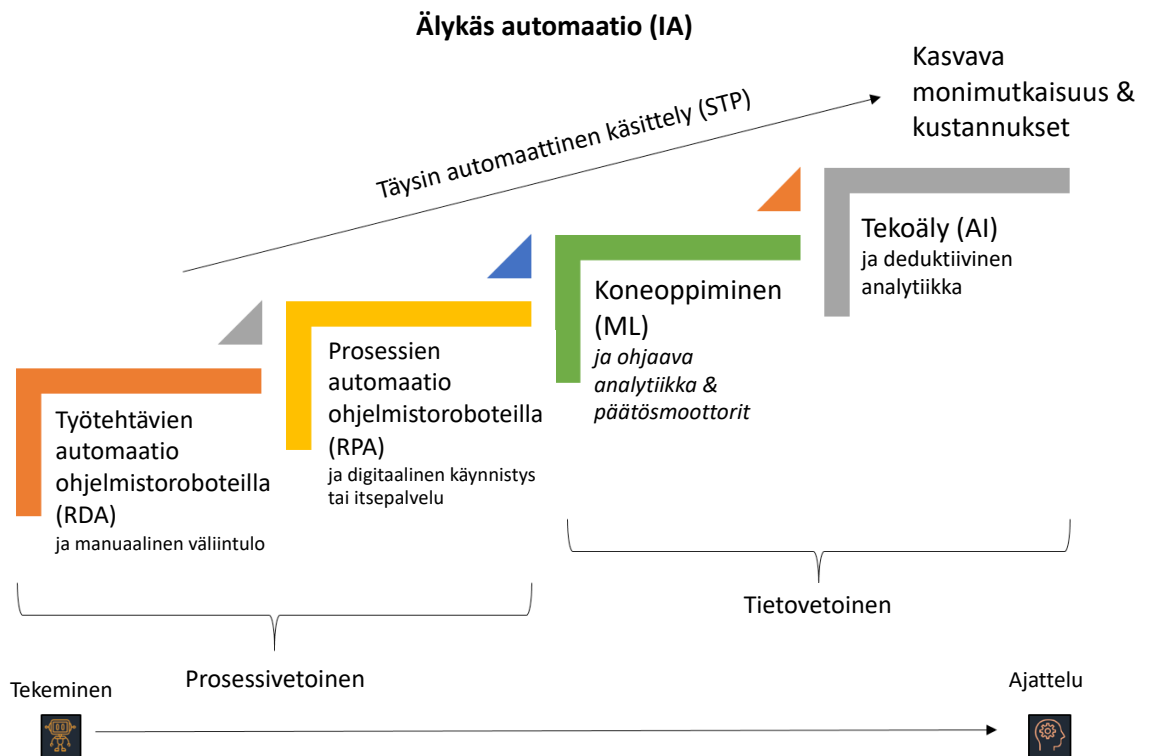 Älykäs automaatio (IA)
Kasvava
monimutkaisuus &
kustannukset
Täysin automaattinen käsittely (STP)
Työtehtävien
automaatio
ohjelmistoroboteilla
(RDA)
ja manuaalinen väliintulo
Prosessien
automaatio
ohjelmistoroboteilla
(RPA)
ja digitaalinen käynnistys
tai itsepalvelu
Koneoppiminen
(ML)
ja ohjaava
analytiikka &
päätösmoottorit
Tekoäly (AI)
ja deduktiivinen
analytiikka
Prosessivetoinen
Tietovetoinen
Tekeminen
Ajattelu